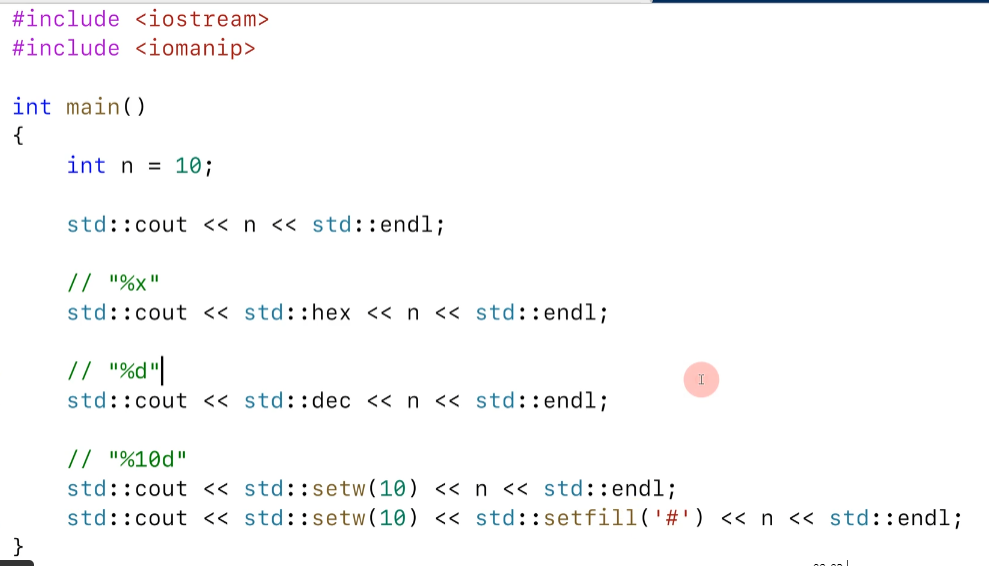 #include <iostream>
#include <iomanip>
int main()
{
    int n = 10;
    std::cout << n << std::endl;
    // "%x"
    std::cout << std::hex << n << std::endl;
    // "%d"
    std::cout << std::dec << n << std::endl;
    // "%10d"
    std::cout << std::setw(10) << n << std::endl;
    std::cout << std::setw(10) << std::setfill('#') << n << std::endl;
}